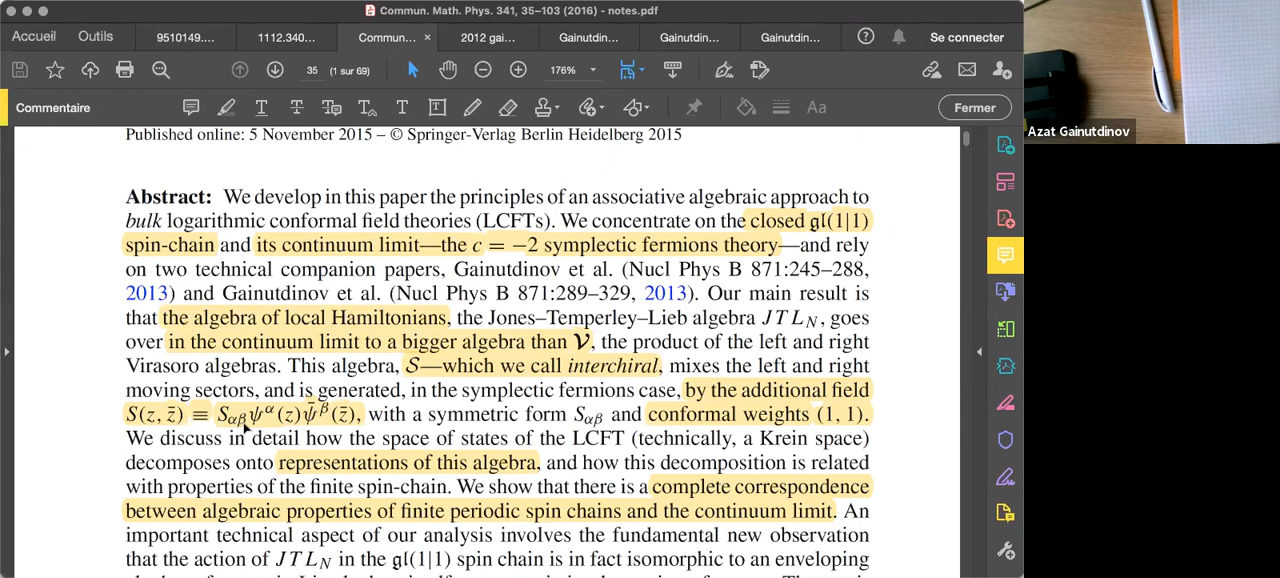 Commun. Math. Phys. 341, 35–103 (2016) - notes.pdf
Accueil Outils 9510149.... 1112.340... Commun... × 2012 gai... Gainutdin... Gainutdin... Gainutdin... Se connecter
35 (1 sur 69) 176%
Commentaire Fermer
Azat Gainutdinov
Published online: 5 November 2015 – © Springer-Verlag Berlin Heidelberg 2015
Abstract: We develop in this paper the principles of an associative algebraic approach to
bulk logarithmic conformal field theories (LCFTs). We concentrate on the closed 𝔤𝔩(1|1)
spin-chain and its continuum limit—the c = −2 symplectic fermions theory—and rely
on two technical companion papers, Gainutdinov et al. (Nucl Phys B 871:245–288,
2013) and Gainutdinov et al. (Nucl Phys B 871:289–329, 2013). Our main result is
that the algebra of local Hamiltonians, the Jones–Temperley–Lieb algebra JTL_N, goes
over in the continuum limit to a bigger algebra than 𝓥, the product of the left and right
Virasoro algebras. This algebra, 𝒮—which we call interchiral, mixes the left and right
moving sectors, and is generated, in the symplectic fermions case, by the additional field
S(z, z̄) ≡ S_αβ ψ^α(z) ψ̄^β(z̄), with a symmetric form S_αβ and conformal weights (1, 1).
We discuss in detail how the space of states of the LCFT (technically, a Krein space)
decomposes onto representations of this algebra, and how this decomposition is related
with properties of the finite spin-chain. We show that there is a complete correspondence
between algebraic properties of finite periodic spin chains and the continuum limit. An
important technical aspect of our analysis involves the fundamental new observation
that the action of JTL_N in the 𝔤𝔩(1|1) spin chain is in fact isomorphic to an enveloping